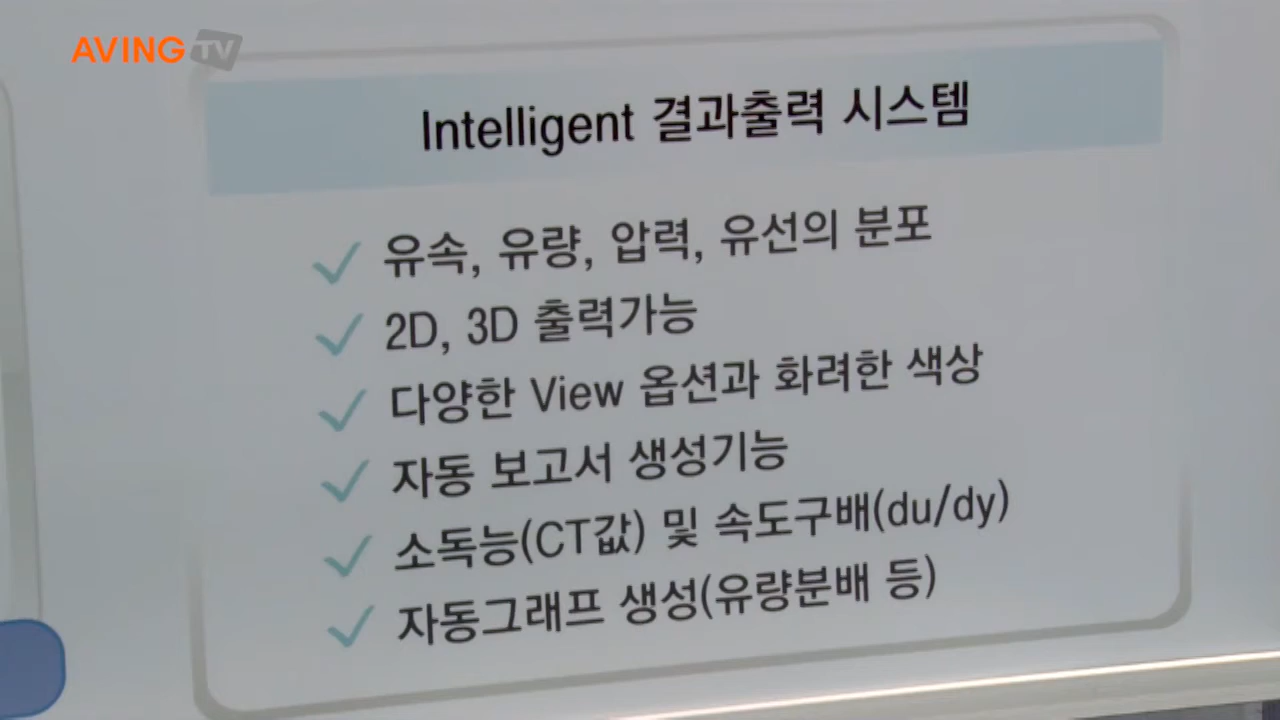 AVING TV
Intelligent 결과출력 시스템
유속, 유량, 압력, 유선의 분포
2D, 3D 출력가능
다양한 View 옵션과 화려한 색상
자동 보고서 생성기능
소독능(CT값) 및 속도구배(du/dy)
자동그래프 생성(유량분배 등)